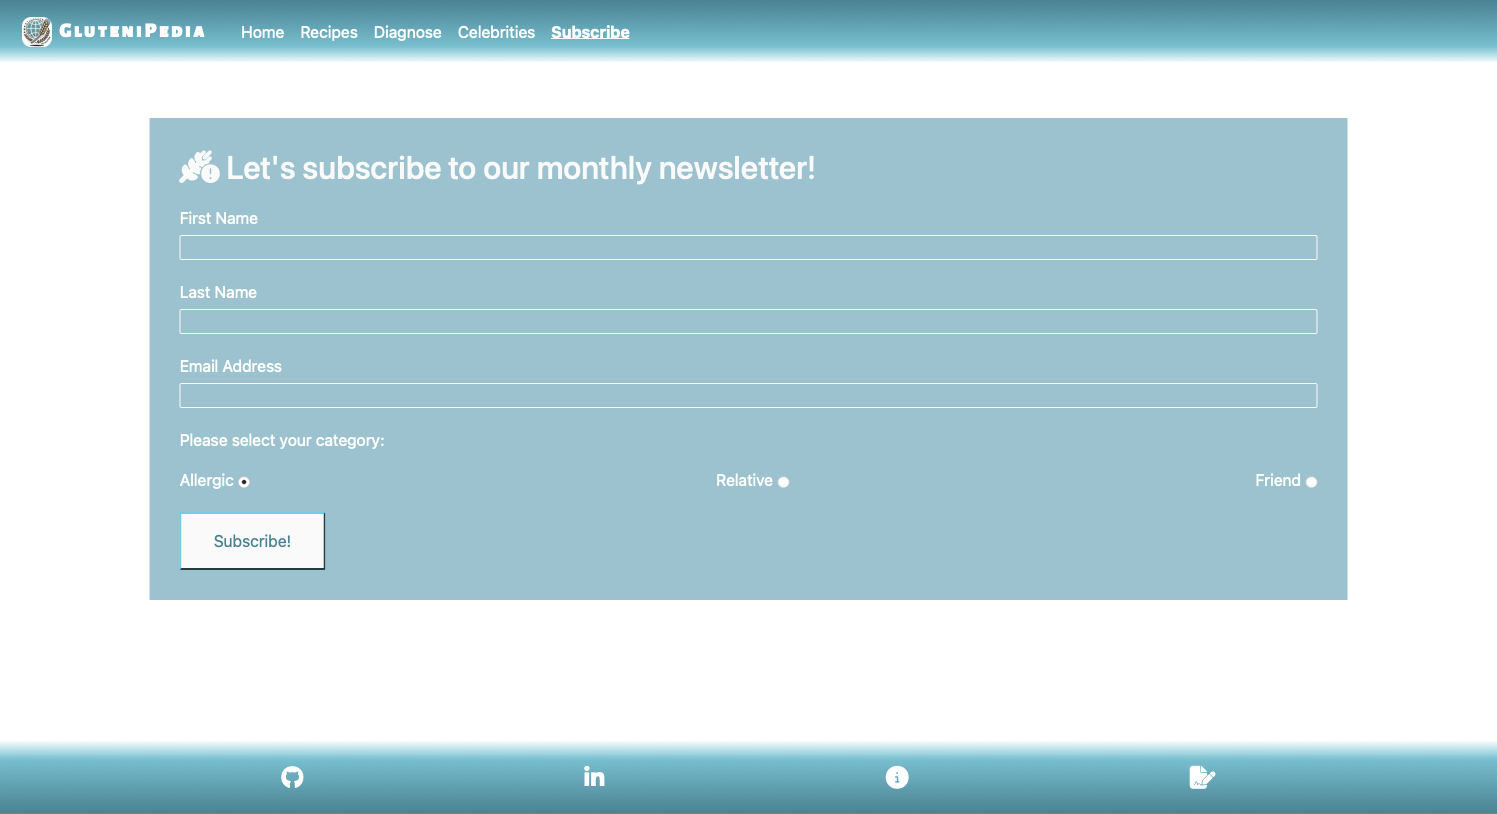 GluteniPedia Home Recipes Diagnose Celebrities Subscribe
Let's subscribe to our monthly newsletter!
First Name
Last Name
Email Address
Please select your category:
Allergic Relative Friend
Subscribe!